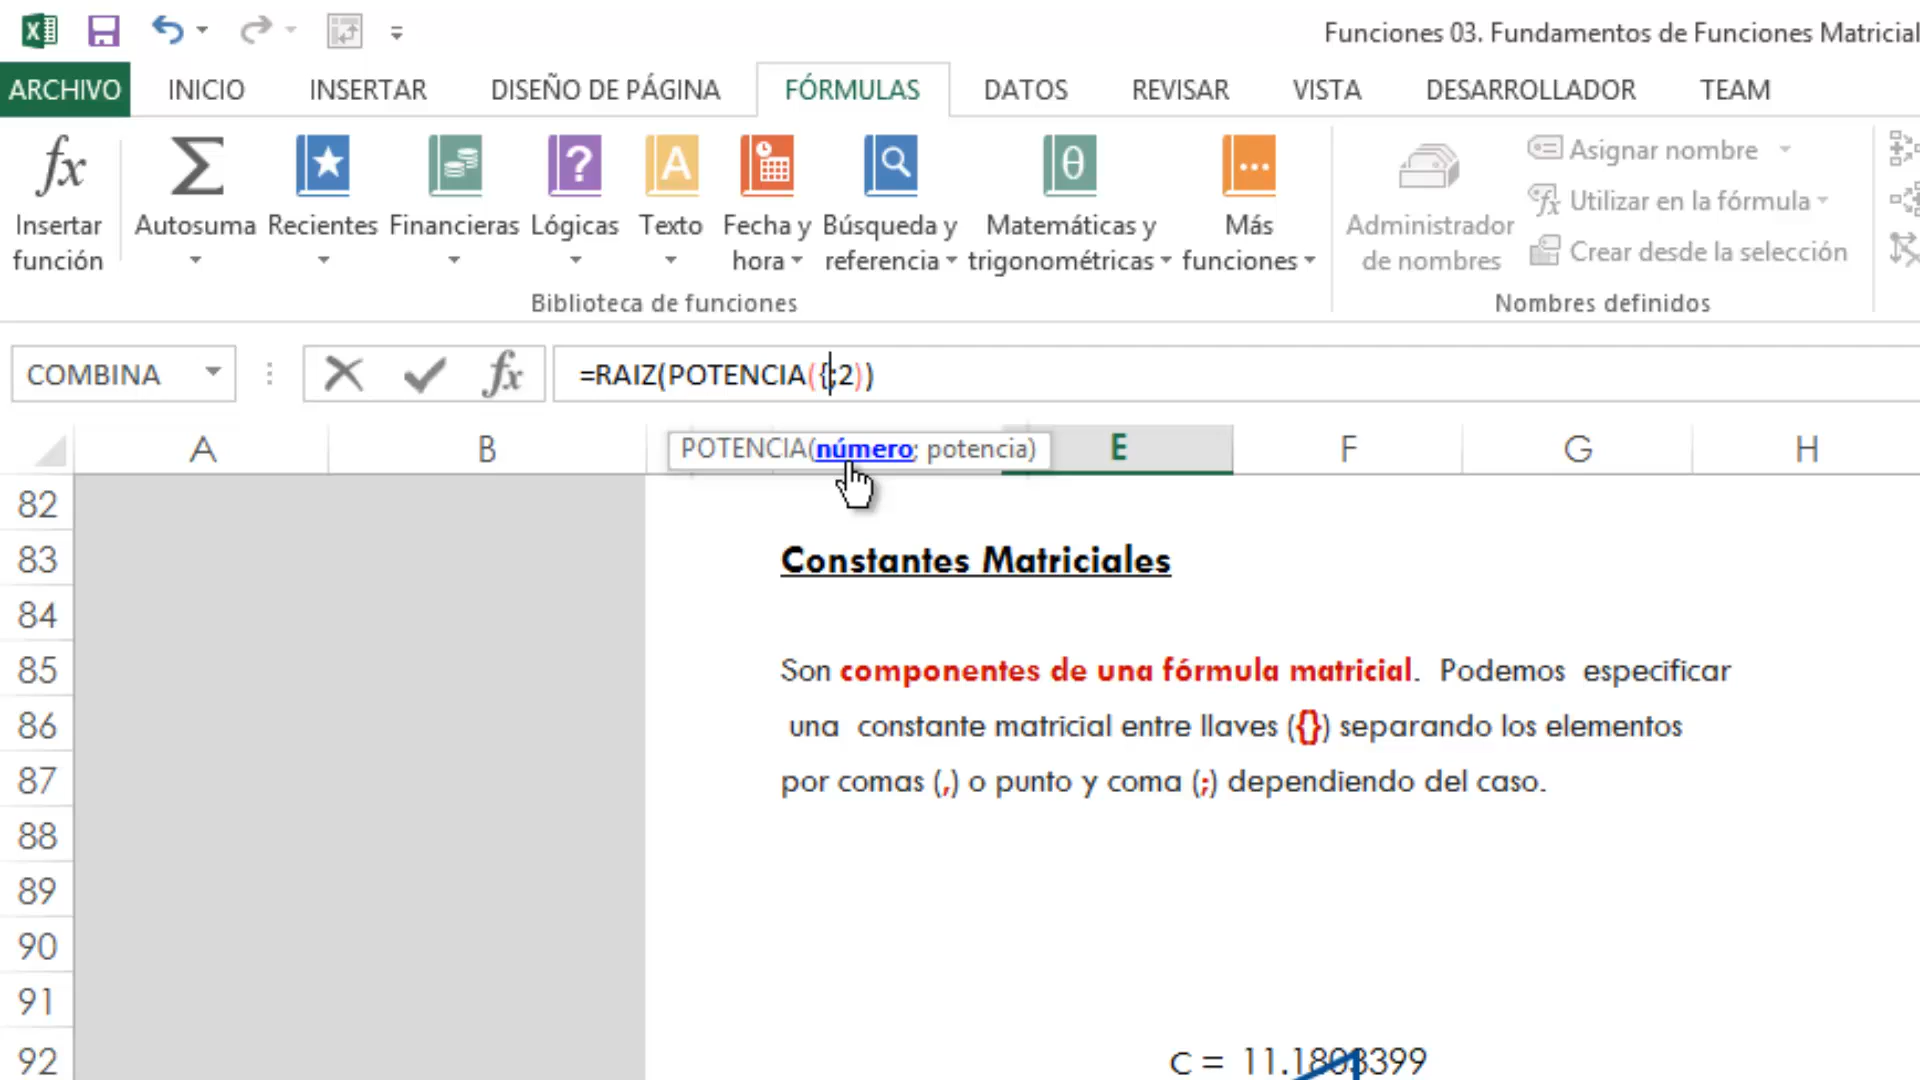 Funciones 03. Fundamentos de Funciones Matricial
ARCHIVO INICIO INSERTAR DISEÑO DE PÁGINA FÓRMULAS DATOS REVISAR VISTA DESARROLLADOR TEAM
Insertar función
Autosuma
Recientes
Financieras
Lógicas
Texto
Fecha y hora
Búsqueda y referencia
Matemáticas y trigonométricas
Más funciones
Biblioteca de funciones
Administrador de nombres
Asignar nombre
Utilizar en la fórmula
Crear desde la selección
Nombres definidos
COMBINA fx =RAIZ(POTENCIA({;2))
POTENCIA(número; potencia)
A B E F G H
82
83 Constantes Matriciales
84
85 Son componentes de una fórmula matricial. Podemos especificar
86 una constante matricial entre llaves ({}) separando los elementos
87 por comas (,) o punto y coma (;) dependiendo del caso.
88
89
90
91
92 C = 11.1803399